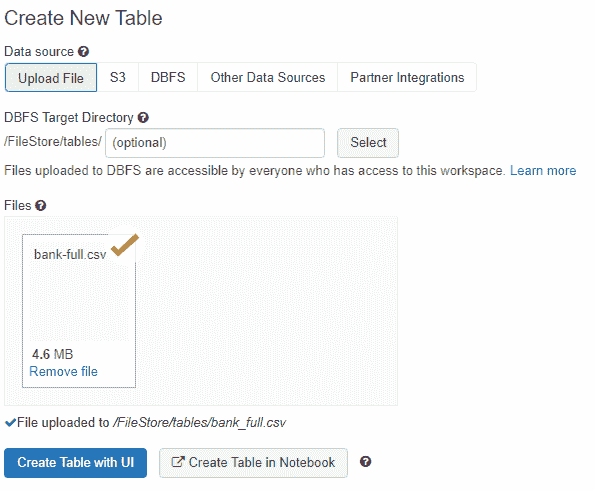 Create New Table
Data source
Upload File S3 DBFS Other Data Sources Partner Integrations
DBFS Target Directory
/FileStore/tables/ (optional) Select
Files uploaded to DBFS are accessible by everyone who has access to this workspace. Learn more
Files
bank-full.csv
4.6 MB
Remove file
File uploaded to /FileStore/tables/bank_full.csv
Create Table with UI Create Table in Notebook